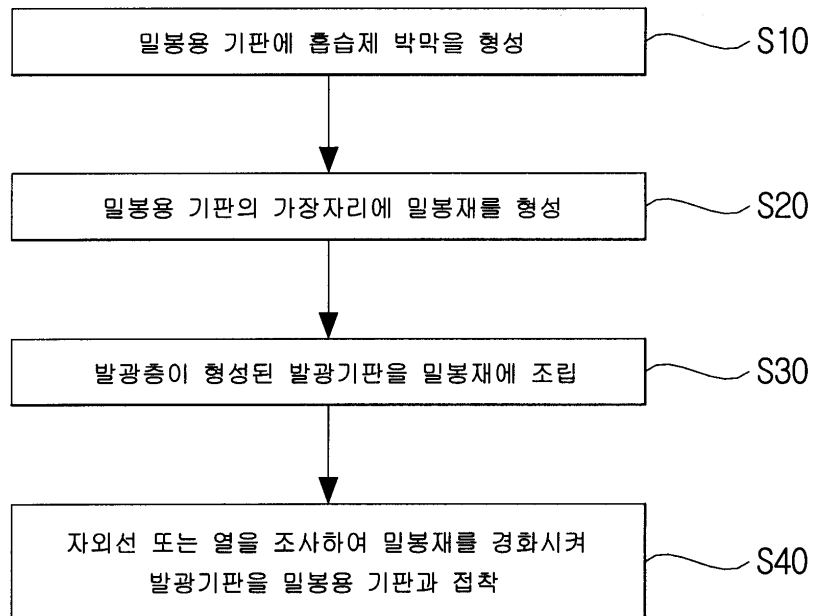 밀봉용 기판에 흡습제 박막을 형성
S10
밀봉용 기판의 가장자리에 밀봉재를 형성
S20
발광층이 형성된 발광기판을 밀봉재에 조립
S30
자외선 또는 열을 조사하여 밀봉재를 경화시켜
발광기판을 밀봉용 기판과 접착
S40